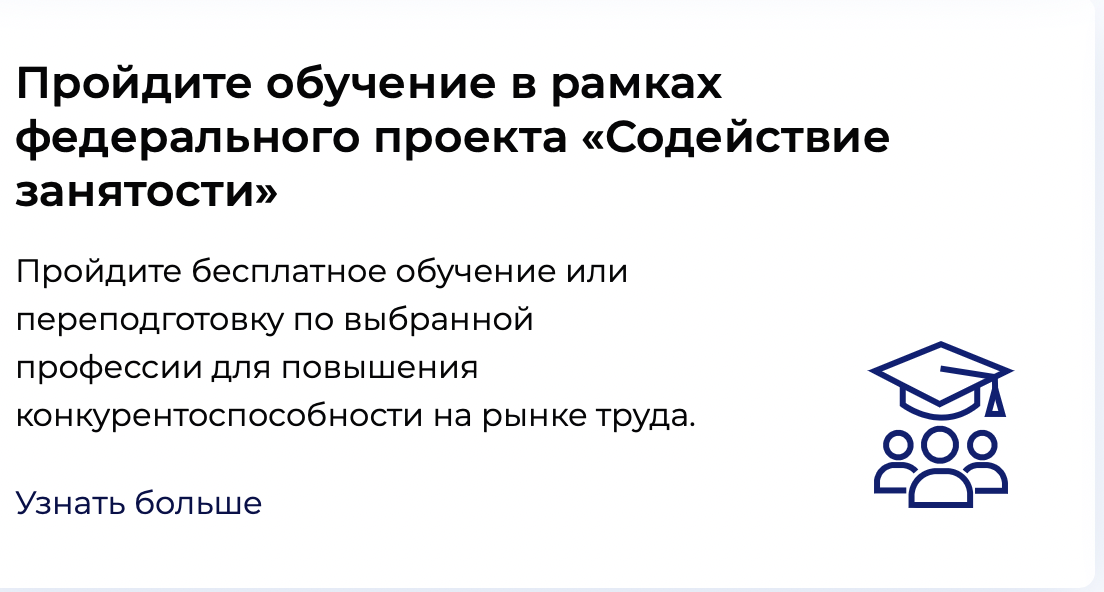 Пройдите обучение в рамках
федерального проекта «Содействие
занятости»
Пройдите бесплатное обучение или
переподготовку по выбранной
профессии для повышения
конкурентоспособности на рынке труда.
Узнать больше